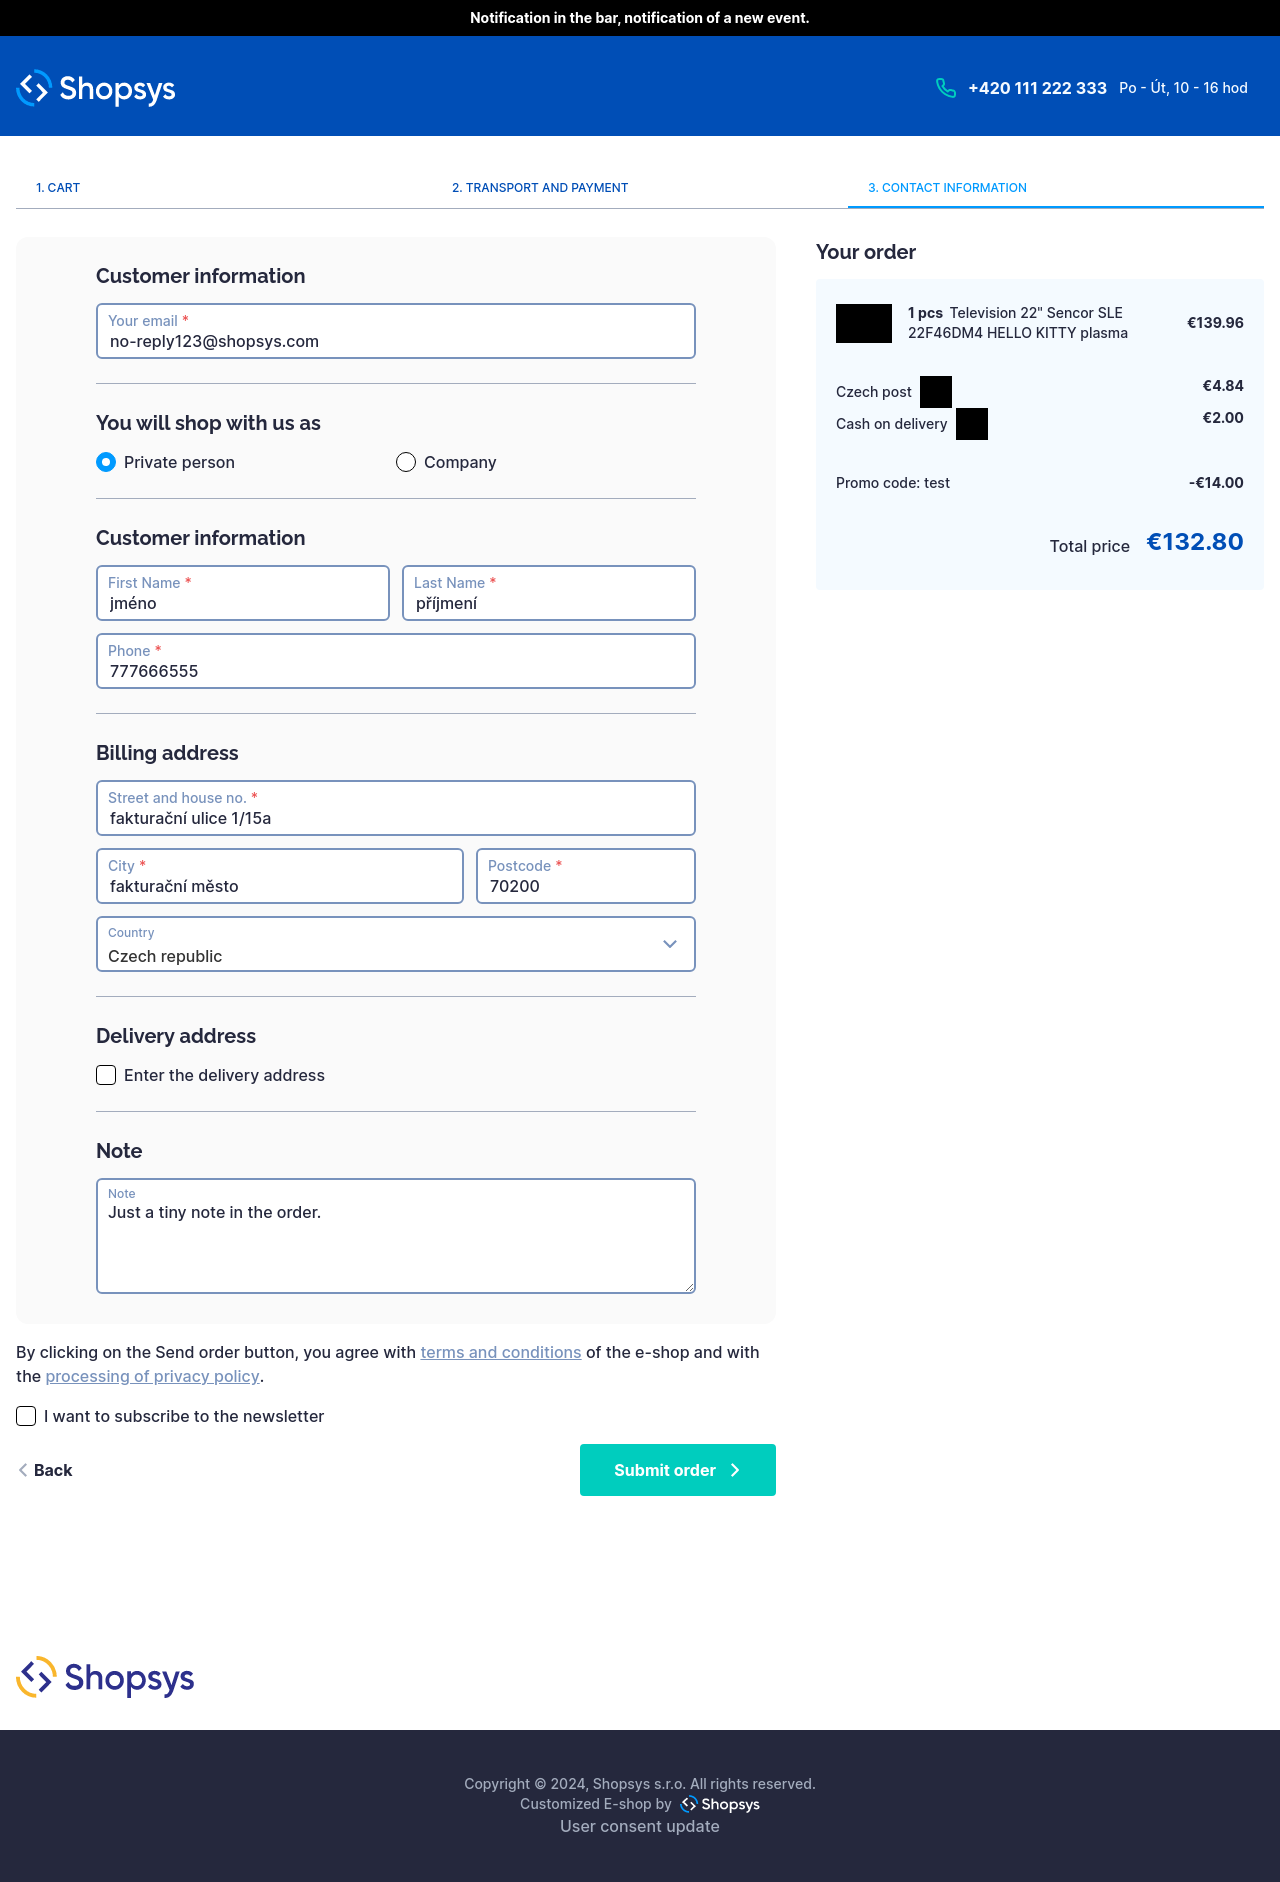 Notification in the bar, notification of a new event.
Shopsys
+420 111 222 333 Po - Út, 10 - 16 hod
1. CART
2. TRANSPORT AND PAYMENT
3. CONTACT INFORMATION
Customer information
Your email *
no-reply123@shopsys.com
You will shop with us as
Private person
Company
Customer information
First Name *
jméno
Last Name *
příjmení
Phone *
777666555
Billing address
Street and house no. *
fakturační ulice 1/15a
City *
fakturační město
Postcode *
70200
Country
Czech republic
Delivery address
Enter the delivery address
Note
Note
Just a tiny note in the order.
By clicking on the Send order button, you agree with terms and conditions of the e-shop and with
the processing of privacy policy.
I want to subscribe to the newsletter
Back
Submit order
Your order
1 pcs Television 22" Sencor SLE
22F46DM4 HELLO KITTY plasma
€139.96
Czech post
€4.84
Cash on delivery
€2.00
Promo code: test
-€14.00
Total price €132.80
Shopsys
Copyright © 2024, Shopsys s.r.o. All rights reserved.
Customized E-shop by Shopsys
User consent update